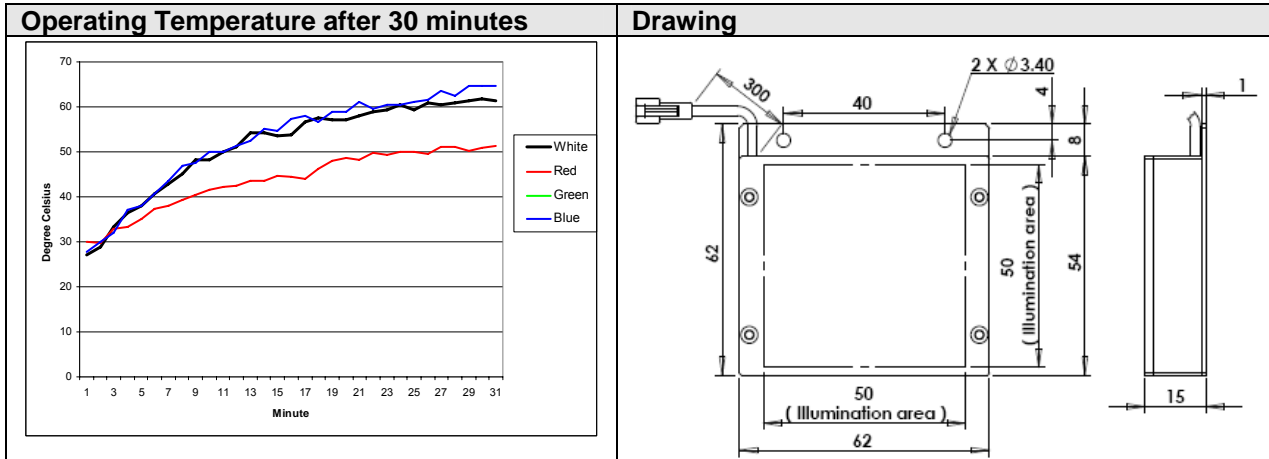 Operating Temperature after 30 minutes
Drawing
70
60
50
40
30
20
10
0
Degree Celsius
1 3 5 7 9 11 13 15 17 19 21 23 25 27 29 31
Minute
White
Red
Green
Blue
2 X ∅3.40
300
40
4
1
8
62
50
( Illumination area )
54
50
( Illumination area )
62
15